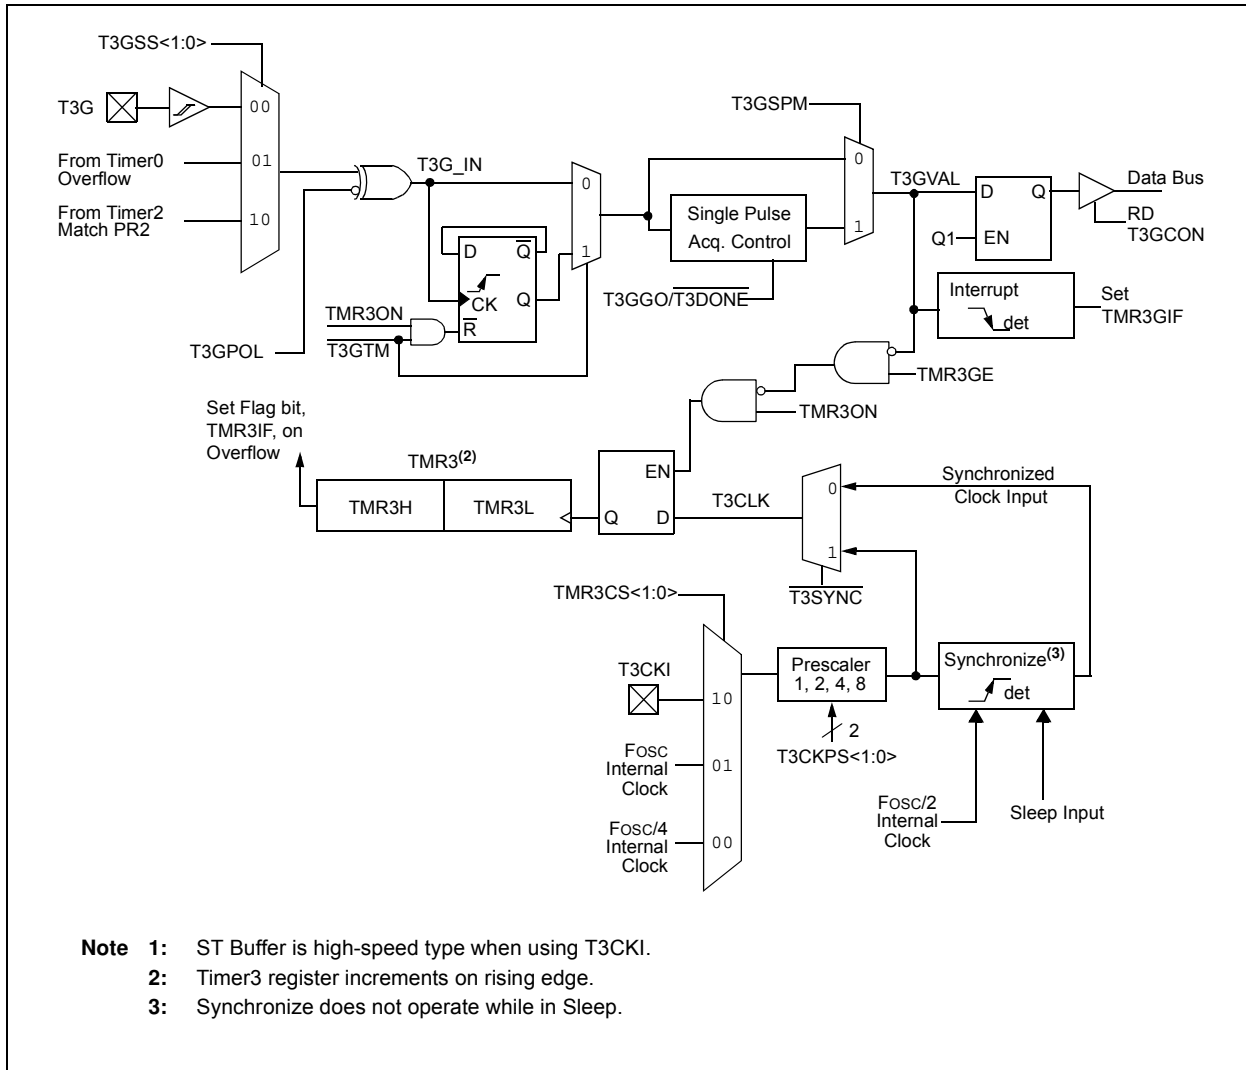 T3GSS<1:0>
T3G
00
From Timer0
Overflow
01
From Timer2
Match PR2
10
T3G_IN
0
1
D
Q
CK
Q
R
TMR3ON
T3GTM
T3GPOL
T3GSPM
0
1
Single Pulse
Acq. Control
T3GGO/T3DONE
T3GVAL
D
Q
Q1
EN
Data Bus
RD
T3GCON
Interrupt
det
Set
TMR3GIF
TMR3GE
TMR3ON
Set Flag bit,
TMR3IF, on
Overflow
TMR3(2)
TMR3H
TMR3L
EN
Q
D
T3CLK
0
1
T3SYNC
Synchronized
Clock Input
TMR3CS<1:0>
T3CKI
10
FOSC
Internal
Clock
01
FOSC/4
Internal
Clock
00
Prescaler
1, 2, 4, 8
2
T3CKPS<1:0>
Synchronize(3)
det
FOSC/2
Internal
Clock
Sleep Input
Note 1: ST Buffer is high-speed type when using T3CKI.
2: Timer3 register increments on rising edge.
3: Synchronize does not operate while in Sleep.